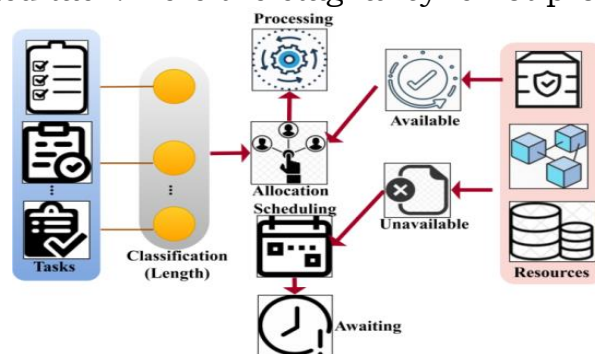 Processing
Available
Allocation
Scheduling
Unavailable
Classification
(Length)
Tasks
Resources
Awaiting